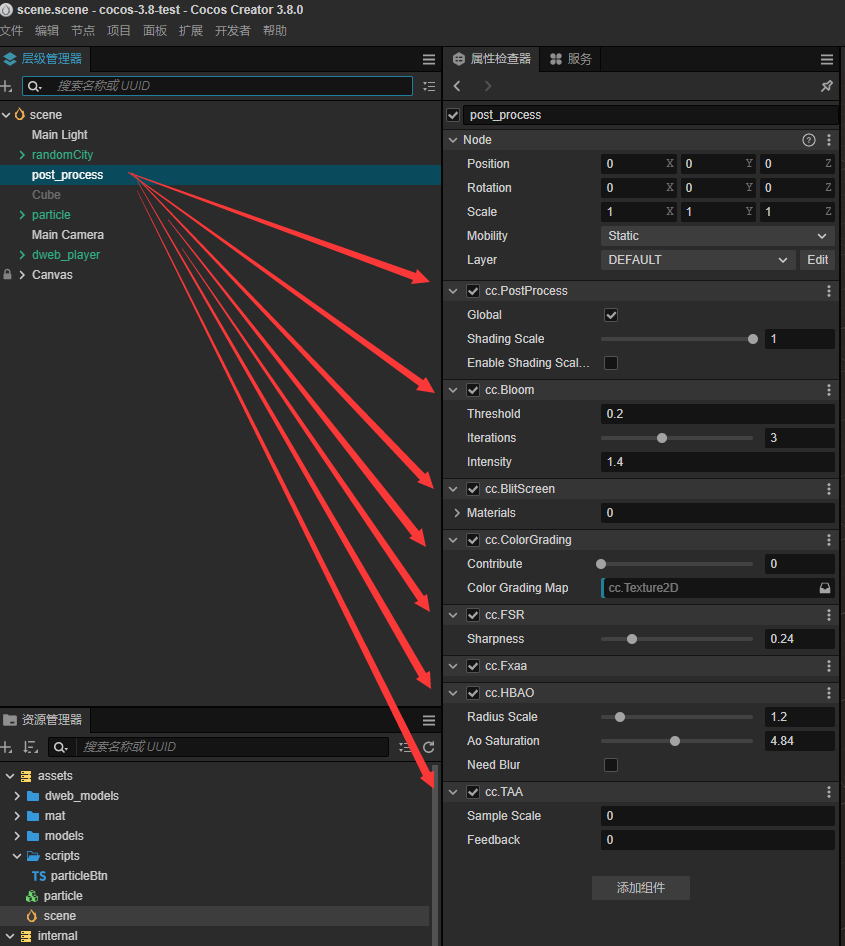 scene.scene - cocos-3.8-test - Cocos Creator 3.8.0
文件 编辑 节点 项目 面板 扩展 开发者 帮助
层级管理器
搜索名称或 UUID
scene
Main Light
randomCity
post_process
Cube
particle
Main Camera
dweb_player
Canvas
资源管理器
搜索名称或 UUID
assets
dweb_models
mat
models
scripts
TS particleBtn
particle
scene
internal
属性检查器 服务
post_process
Node
Position 0 X 0 Y 0 Z
Rotation 0 X 0 Y 0 Z
Scale 1 X 1 Y 1 Z
Mobility Static
Layer DEFAULT Edit
cc.PostProcess
Global
Shading Scale 1
Enable Shading Scal...
cc.Bloom
Threshold 0.2
Iterations 3
Intensity 1.4
cc.BlitScreen
Materials 0
cc.ColorGrading
Contribute 0
Color Grading Map cc.Texture2D
cc.FSR
Sharpness 0.24
cc.Fxaa
cc.HBAO
Radius Scale 1.2
Ao Saturation 4.84
Need Blur
cc.TAA
Sample Scale 0
Feedback 0
添加组件